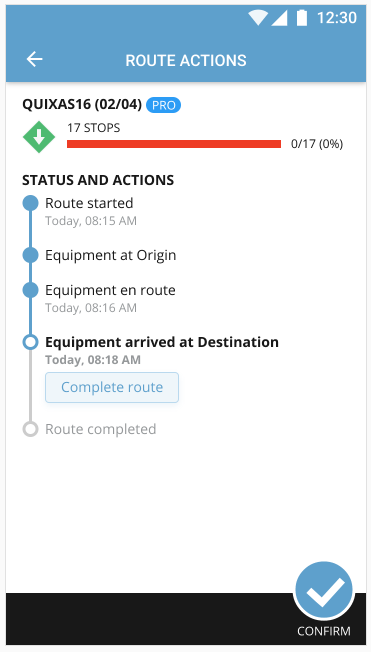 12:30
ROUTE ACTIONS
QUIXAS16 (02/04) PRO
17 STOPS
0/17 (0%)
STATUS AND ACTIONS
Route started
Today, 08:15 AM
Equipment at Origin
Equipment en route
Today, 08:16 AM
Equipment arrived at Destination
Today, 08:18 AM
Complete route
Route completed
CONFIRM